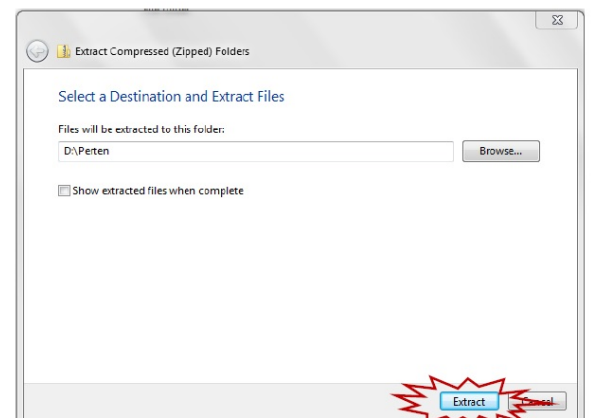 Extract Compressed (Zipped) Folders
Select a Destination and Extract Files
Files will be extracted to this folder:
D:\Perten
Browse...
Show extracted files when complete
Extract
Cancel